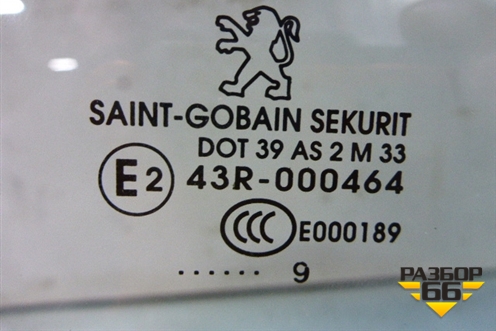 SAINT-GOBAIN SEKURIT
DOT 39 AS 2 M 33
E2 43R-000464
CCC E000189
...... 9
РАЗБОР
66